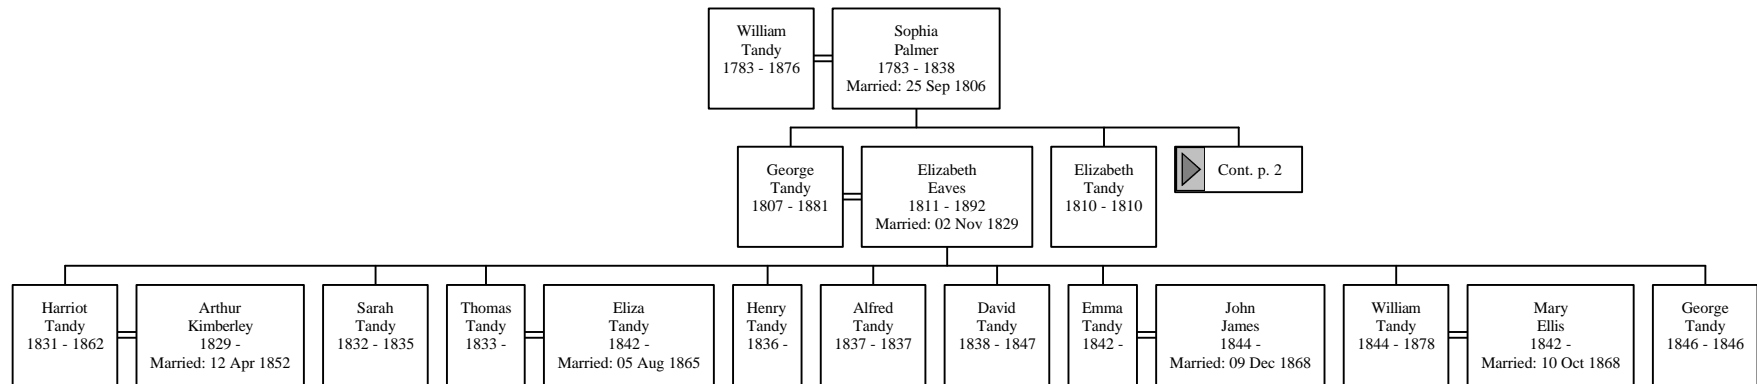 William
Tandy
1783 - 1876
Sophia
Palmer
1783 - 1838
Married: 25 Sep 1806
George
Tandy
1807 - 1881
Elizabeth
Eaves
1811 - 1892
Married: 02 Nov 1829
Elizabeth
Tandy
1810 - 1810
Cont. p. 2
Harriot
Tandy
1831 - 1862
Arthur
Kimberley
1829 -
Married: 12 Apr 1852
Sarah
Tandy
1832 - 1835
Thomas
Tandy
1833 -
Eliza
Tandy
1842 -
Married: 05 Aug 1865
Henry
Tandy
1836 -
Alfred
Tandy
1837 - 1837
David
Tandy
1838 - 1847
Emma
Tandy
1842 -
John
James
1844 -
Married: 09 Dec 1868
William
Tandy
1844 - 1878
Mary
Ellis
1842 -
Married: 10 Oct 1868
George
Tandy
1846 - 1846